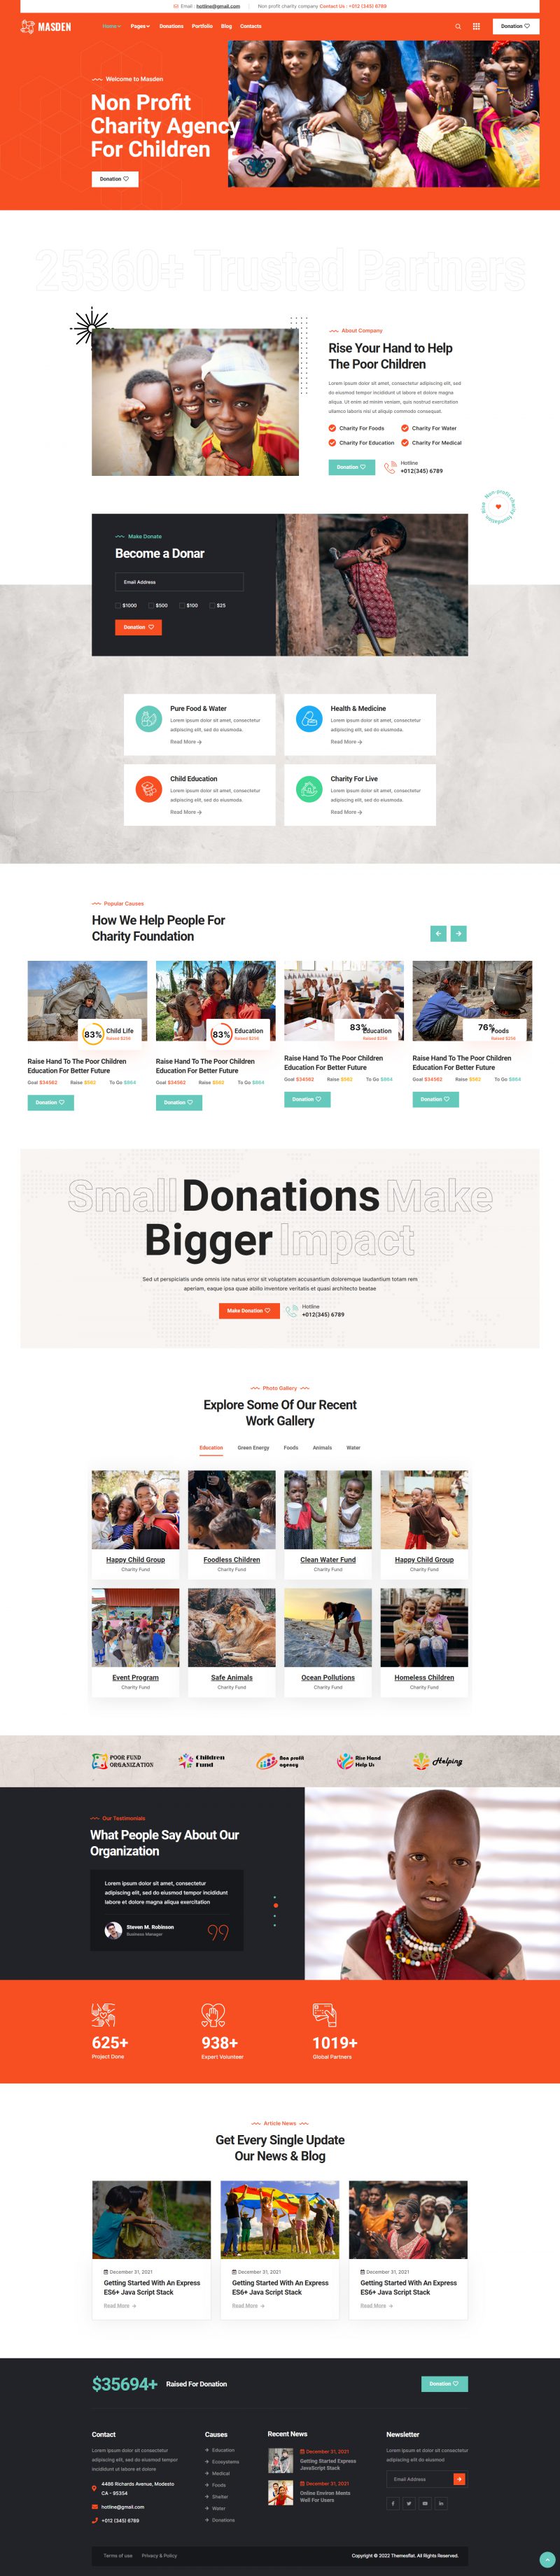 Email: hotline@gmail.com
Non profit charity company Contact Us : +012 (345) 6789
MASDEN
Home
Pages
Donations
Portfolio
Blog
Contacts
Donation
Welcome to Masden
Non Profit
Charity Agency
For Children
Donation
25360+ Trusted Partners
About Company
Rise Your Hand to Help
The Poor Children
Lorem ipsum dolor sit amet, consectetur adipiscing elit, sed
do eiusmod tempor incididunt ut labore et dolore magna
aliqua. Ut enim ad minim veniam, quis nostrud exercitation
ullamco laboris nisi ut aliquip commodo consequat.
Charity For Foods
Charity For Water
Charity For Education
Charity For Medical
Donation
Hotline
+012(345) 6789
Make Donate
Become a Donar
Email Address
$1000
$500
$100
$25
Donation
Pure Food & Water
Lorem ipsum dolor sit amet, consectetur
adipiscing elit, sed do eiusmoda.
Read More
Health & Medicine
Lorem ipsum dolor sit amet, consectetur
adipiscing elit, sed do eiusmoda.
Read More
Child Education
Lorem ipsum dolor sit amet, consectetur
adipiscing elit, sed do eiusmoda.
Read More
Charity For Live
Lorem ipsum dolor sit amet, consectetur
adipiscing elit, sed do eiusmoda.
Read More
Popular Causes
How We Help People For
Charity Foundation
83%
Child Life
Raised $256
Raise Hand To The Poor Children
Education For Better Future
Goal $34562
Raise $562
To Go $864
Donation
83%
Education
Raised $256
Raise Hand To The Poor Children
Education For Better Future
Goal $34562
Raise $562
To Go $864
Donation
83%
Education
Raised $256
Raise Hand To The Poor Children
Education For Better Future
Goal $34562
Raise $562
To Go $864
Donation
76%
Foods
Raised $256
Raise Hand To The Poor Children
Education For Better Future
Goal $34562
Raise $562
To Go $864
Donation
Small Donations Make
Bigger Impact
Sed ut perspiciatis unde omnis iste natus error sit voluptatem accusantium doloremque laudantium totam rem
aperiam, eaque ipsa quae abillo inventore veritatis et quasi architecto beatae
Make Donation
Hotline
+012(345) 6789
Photo Gallery
Explore Some Of Our Recent
Work Gallery
Education
Green Energy
Foods
Animals
Water
Happy Child Group
Charity Fund
Foodless Children
Charity Fund
Clean Water Fund
Charity Fund
Happy Child Group
Charity Fund
Event Program
Charity Fund
Safe Animals
Charity Fund
Ocean Pollutions
Charity Fund
Homeless Children
Charity Fund
POOR FUND
ORGANIZATION
Children
Fund
Non profit
agency
Rise Hand
Help Us
Helping
Our Testimonials
What People Say About Our
Organization
Lorem ipsum dolor sit amet, consectetur
adipiscing elit, sed do eiusmod tempor incididunt
labore et dolore magna aliqua exercitation
Steven M. Robinson
Business Manager
625+
Project Done
938+
Expert Volunteer
1019+
Global Partners
Article News
Get Every Single Update
Our News & Blog
December 31, 2021
Getting Started With An Express
ES6+ Java Script Stack
Read More
December 31, 2021
Getting Started With An Express
ES6+ Java Script Stack
Read More
December 31, 2021
Getting Started With An Express
ES6+ Java Script Stack
Read More
$35694+
Raised For Donation
Donation
Contact
Lorem ipsum dolor sit consectetur
adipiscing elit, sed do eiusmod tempor
incididunt ut labore et dolore
4486 Richards Avenue, Modesto
CA - 95354
hotline@gmail.com
+012 (345) 6789
Causes
Education
Ecosystems
Medical
Foods
Shelter
Water
Donations
Recent News
December 31, 2021
Getting Started Express
JavaScript Stack
December 31, 2021
Online Environ Mento
Well For Users
Newsletter
Lorem ipsum et dolor sit consectetur
adipiscing elit do eiusmod
Email Address
Terms of use
Privacy & Policy
Copyright © 2022 Themesflat. All Rights Reserved.